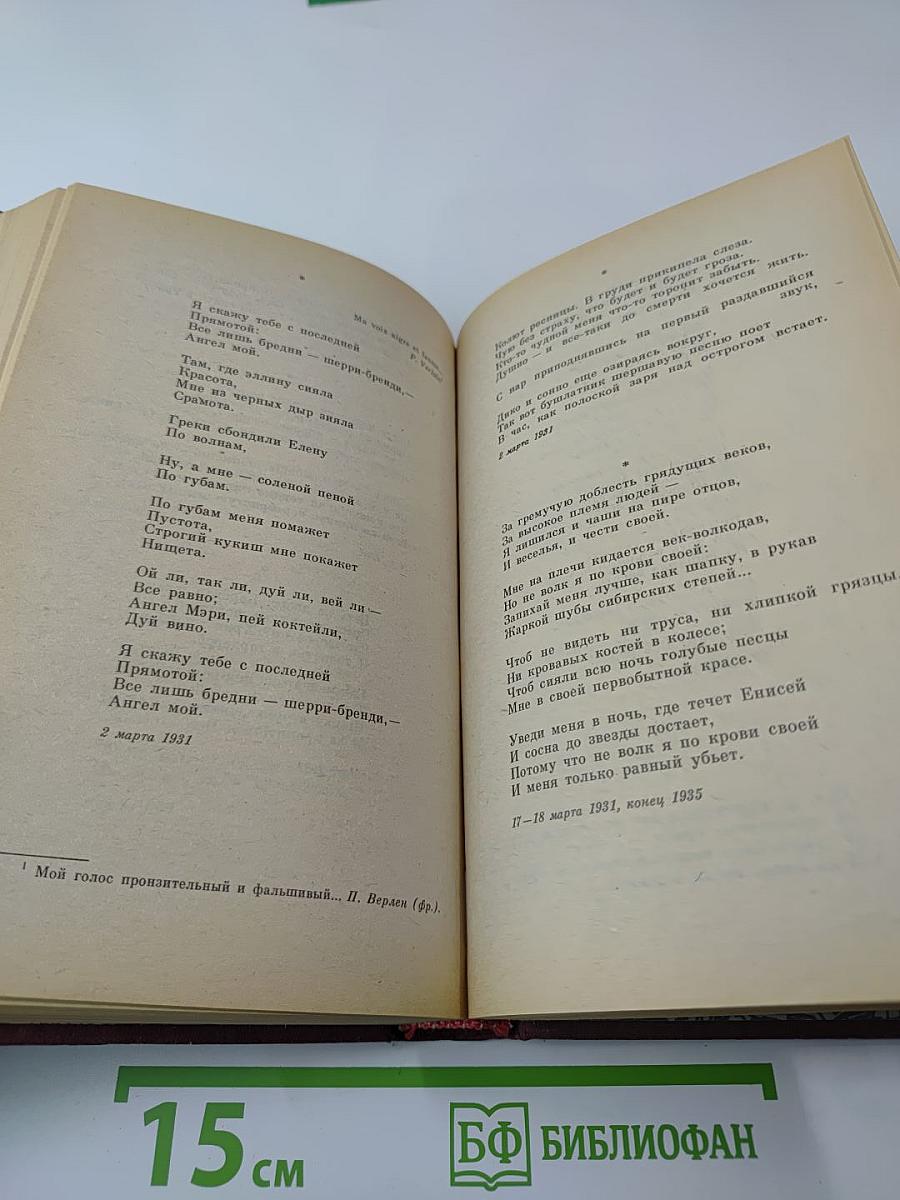 *
Ma voix aigre et fausse...
P. Verlaine¹
Я скажу тебе с последней
Прямотой:
Все лишь бредни — шерри-бренди,—
Ангел мой.
Там, где эллину сияла
Красота,
Мне из черных дыр зияла
Срамота.
Греки сбондили Елену
По волнам,
Ну, а мне — соленой пеной
По губам.
По губам меня помажет
Пустота,
Строгий кукиш мне покажет
Нищета.
Ой ли, так ли, дуй ли, вей ли —
Все равно;
Ангел Мэри, пей коктейли,
Дуй вино.
Я скажу тебе с последней
Прямотой:
Все лишь бредни — шерри-бренди,—
Ангел мой.
2 марта 1931
¹ Мой голос пронзительный и фальшивый... П. Верлен (фр.).
*
Колют ресницы. В груди прикипела слеза.
Чую без страху, что будет и будет гроза.
Кто-то чудной меня что-то торопит забыть.
Душно — и все-таки до смерти хочется жить.
С нар приподнявшись на первый раздавшийся
звук,
Дико и сонно еще озираясь вокруг,
Так вот бушлатник шершавую песню поет
В час, как полоской заря над острогом встает.
2 марта 1931
*
За гремучую доблесть грядущих веков,
За высокое племя людей —
Я лишился и чаши на пире отцов,
И веселья, и чести своей.
Мне на плечи кидается век-волкодав,
Но не волк я по крови своей:
Запихай меня лучше, как шапку, в рукав
Жаркой шубы сибирских степей...
Чтоб не видеть ни труса, ни хлипкой грязцы,
Ни кровавых костей в колесе;
Чтоб сияли всю ночь голубые песцы
Мне в своей первобытной красе.
Уведи меня в ночь, где течет Енисей
И сосна до звезды достает,
Потому что не волк я по крови своей
И меня только равный убьет.
17—18 марта 1931, конец 1935
15 см
БФ БИБЛИОФАН